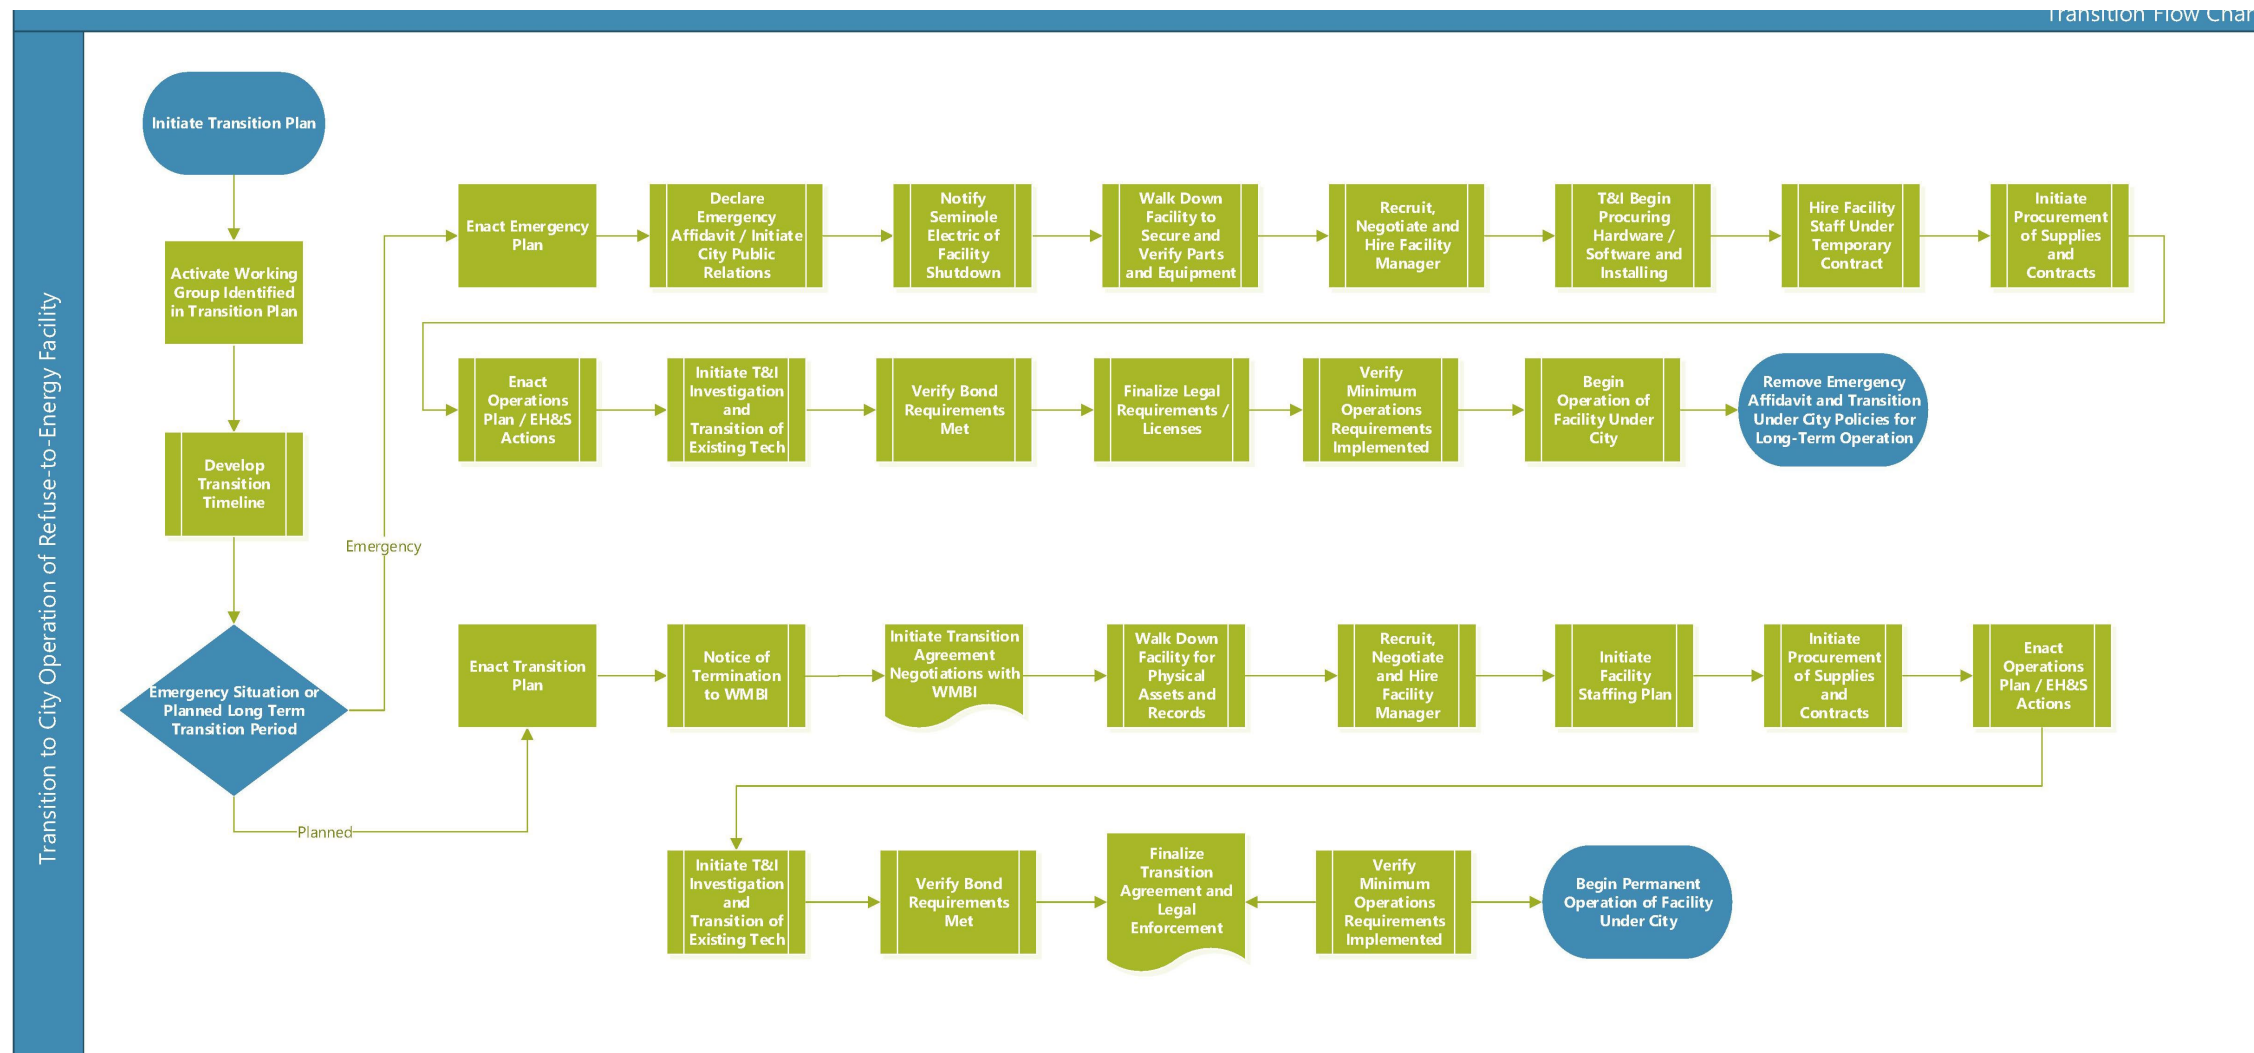 Transition Flow Char
Transition to City Operation of Refuse-to-Energy Facility
Initiate Transition Plan
Activate Working
Group Identified
in Transition Plan
Develop
Transition
Timeline
Emergency Situation or
Planned Long Term
Transition Period
Emergency
Planned
Enact Emergency
Plan
Declare
Emergency
Affidavit / Initiate
City Public
Relations
Notify
Seminole
Electric of
Facility
Shutdown
Walk Down
Facility to
Secure and
Verify Parts
and Equipment
Recruit,
Negotiate and
Hire Facility
Manager
T&I Begin
Procuring
Hardware /
Software and
Installing
Hire Facility
Staff Under
Temporary
Contract
Initiate
Procurement
of Supplies
and
Contracts
Enact
Operations
Plan / EH&S
Actions
Initiate T&I
Investigation
and
Transition of
Existing Tech
Verify Bond
Requirements
Met
Finalize Legal
Requirements /
Licenses
Verify
Minimum
Operations
Requirements
Implemented
Begin
Operation of
Facility Under
City
Remove Emergency
Affidavit and Transition
Under City Policies for
Long-Term Operation
Enact Transition
Plan
Notice of
Termination
to WMBI
Initiate Transition
Agreement
Negotiations with
WMBI
Walk Down
Facility for
Physical
Assets and
Records
Recruit,
Negotiate
and Hire
Facility
Manager
Initiate
Facility
Staffing Plan
Initiate
Procurement
of Supplies
and
Contracts
Enact
Operations
Plan / EH&S
Actions
Initiate T&I
Investigation
and
Transition of
Existing Tech
Verify Bond
Requirements
Met
Finalize
Transition
Agreement and
Legal
Enforcement
Verify
Minimum
Operations
Requirements
Implemented
Begin Permanent
Operation of Facility
Under City